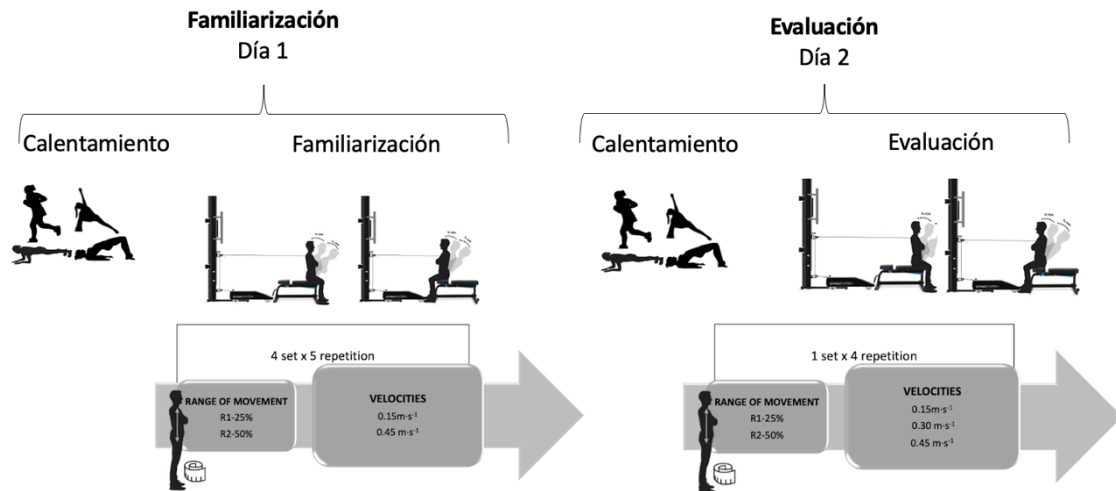 Familiarización
Día 1
Calentamiento
Familiarización
4 set x 5 repetition
RANGE OF MOVEMENT
R1-25%
R2-50%
VELOCITIES
0.15m·s⁻¹
0.45 m·s⁻¹
Evaluación
Día 2
Calentamiento
Evaluación
1 set x 4 repetition
RANGE OF MOVEMENT
R1-25%
R2-50%
VELOCITIES
0.15m·s⁻¹
0.30 m·s⁻¹
0.45 m·s⁻¹